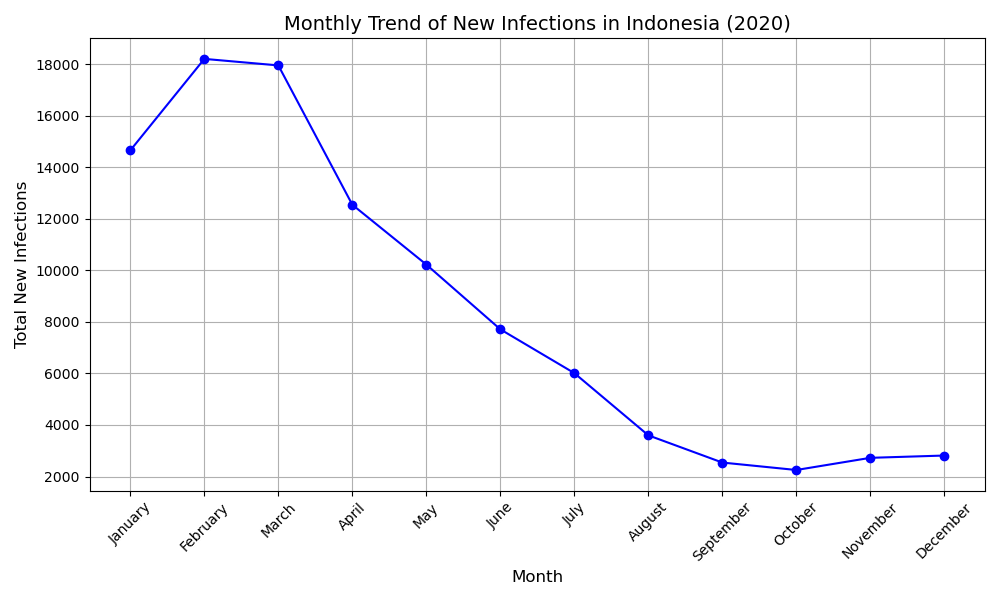 Monthly Trend of New Infections in Indonesia (2020)
Total New Infections
18000
16000
14000
12000
10000
8000
6000
4000
2000
January
February
March
April
May
June
July
August
September
October
November
December
Month